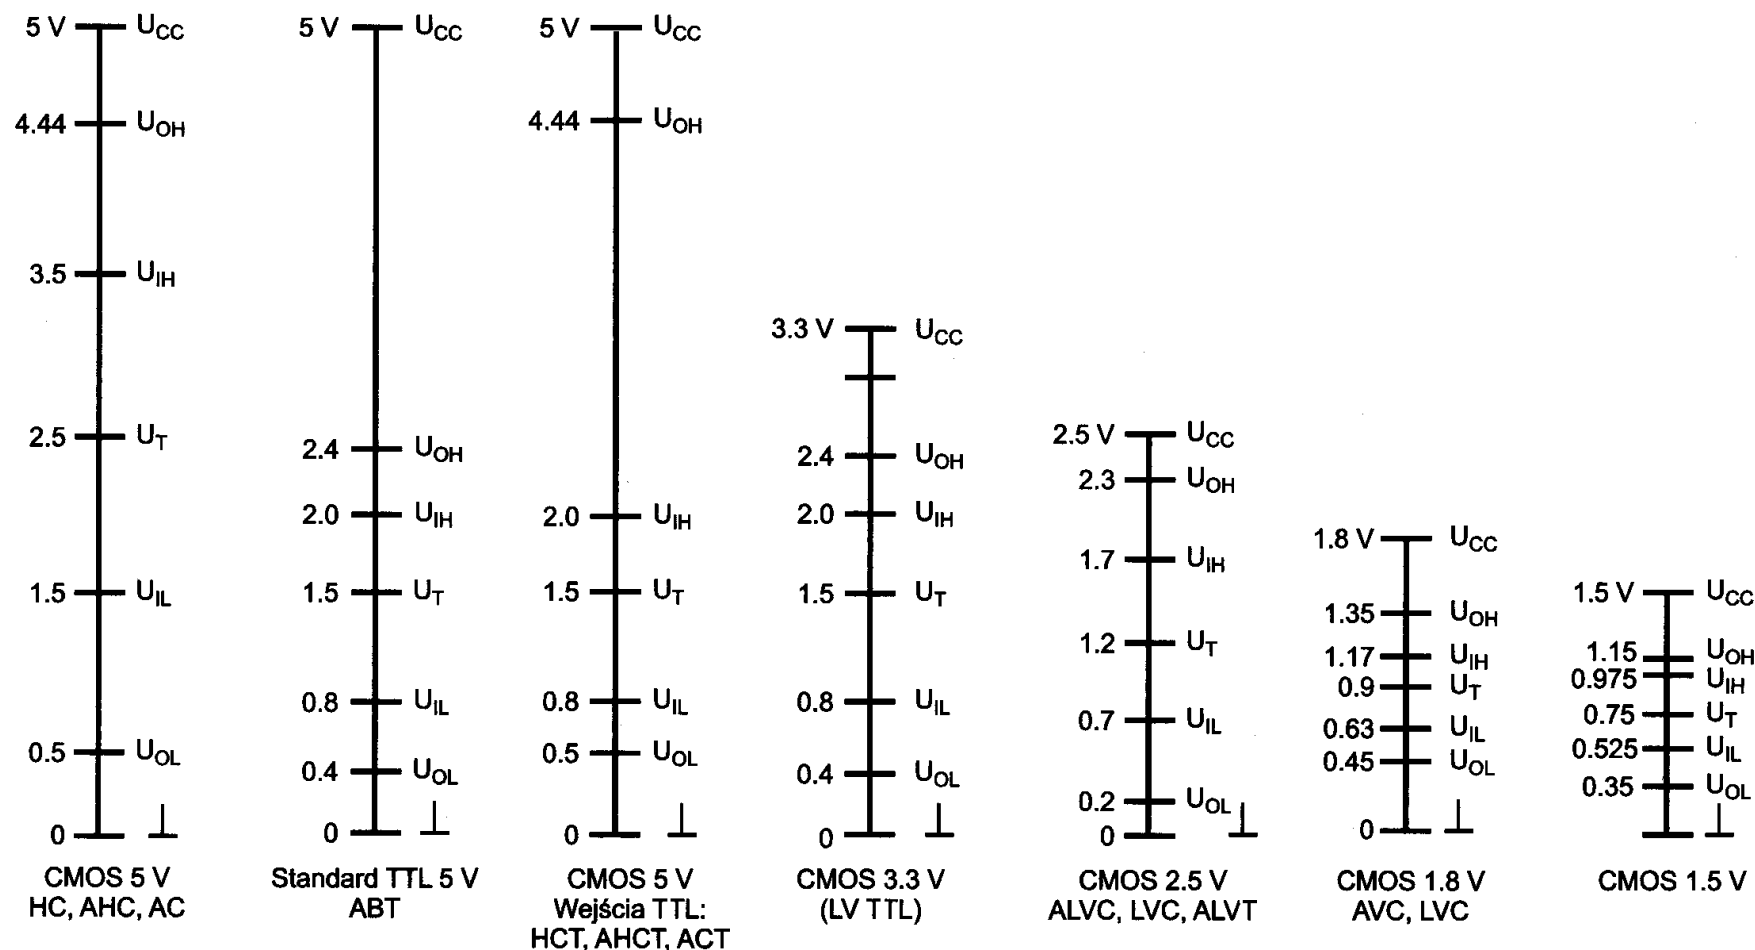 5 V U_CC
4.44 U_OH
3.5 U_IH
2.5 U_T
1.5 U_IL
0.5 U_OL
0
CMOS 5 V
HC, AHC, AC
5 V U_CC
2.4 U_OH
2.0 U_IH
1.5 U_T
0.8 U_IL
0.4 U_OL
0
Standard TTL 5 V
ABT
5 V U_CC
4.44 U_OH
2.0 U_IH
1.5 U_T
0.8 U_IL
0.5 U_OL
0
CMOS 5 V
Wejścia TTL:
HCT, AHCT, ACT
3.3 V U_CC
2.4 U_OH
2.0 U_IH
1.5 U_T
0.8 U_IL
0.4 U_OL
0
CMOS 3.3 V
(LV TTL)
2.5 V U_CC
2.3 U_OH
1.7 U_IH
1.2 U_T
0.7 U_IL
0.2 U_OL
0
CMOS 2.5 V
ALVC, LVC, ALVT
1.8 V U_CC
1.35 U_OH
1.17 U_IH
0.9 U_T
0.63 U_IL
0.45 U_OL
0
CMOS 1.8 V
AVC, LVC
1.5 V U_CC
1.15 U_OH
0.975 U_IH
0.75 U_T
0.525 U_IL
0.35 U_OL
CMOS 1.5 V